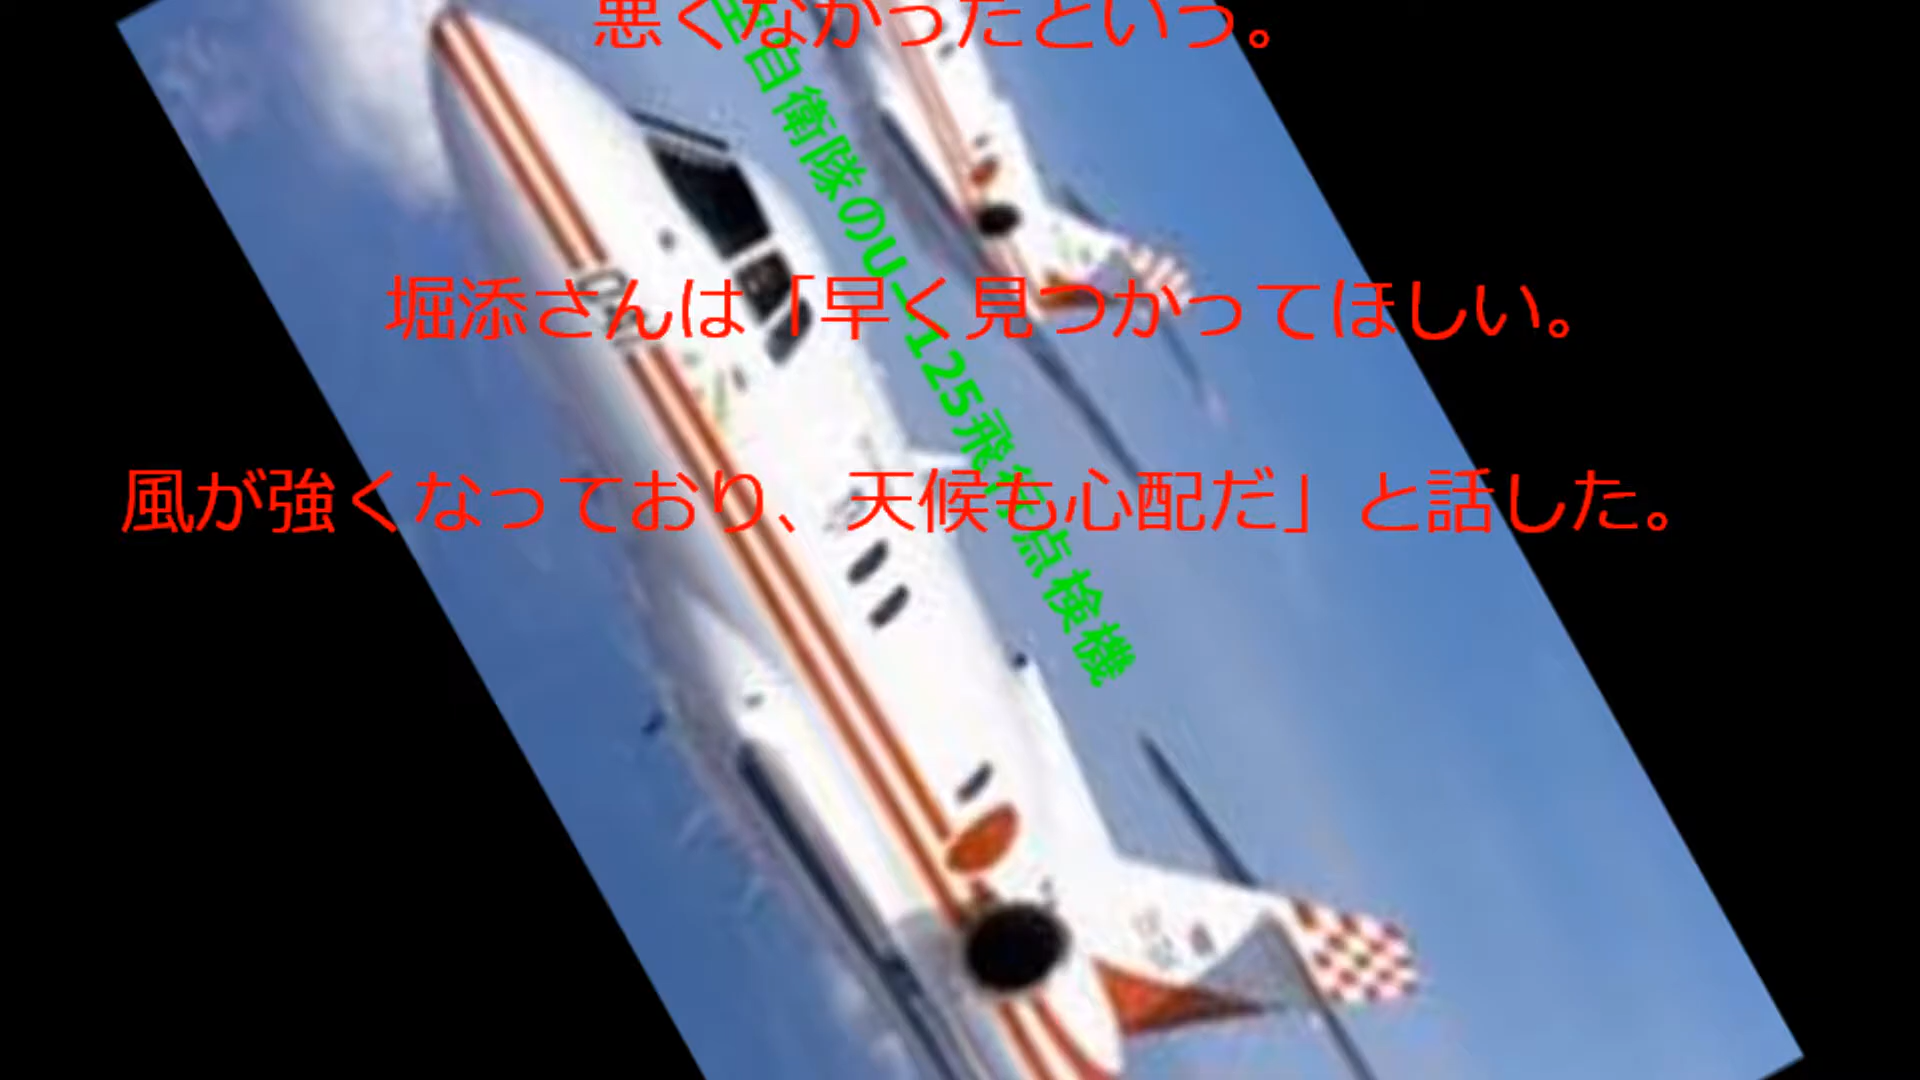 悪くなかったという。
空自衛隊のU−125飛行点検機
堀添さんは「早く見つかってほしい。
風が強くなっており、天候も心配だ」と話した。